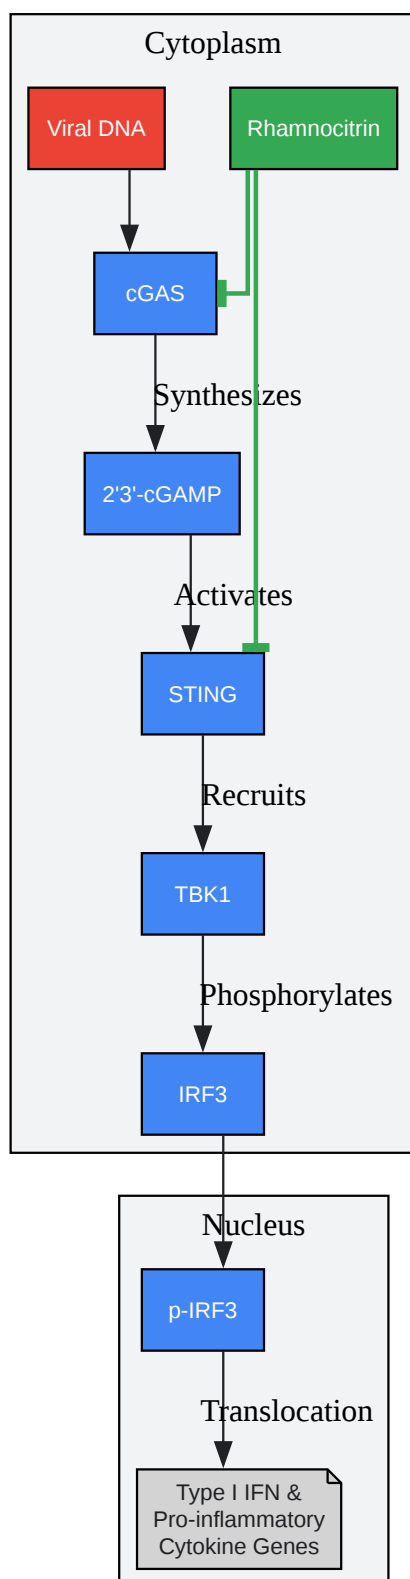 Cytoplasm
Viral DNA
Rhamnocitrin
cGAS
Synthesizes
2'3'-cGAMP
Activates
STING
Recruits
TBK1
Phosphorylates
IRF3
Nucleus
p-IRF3
Translocation
Type I IFN &
Pro-inflammatory
Cytokine Genes